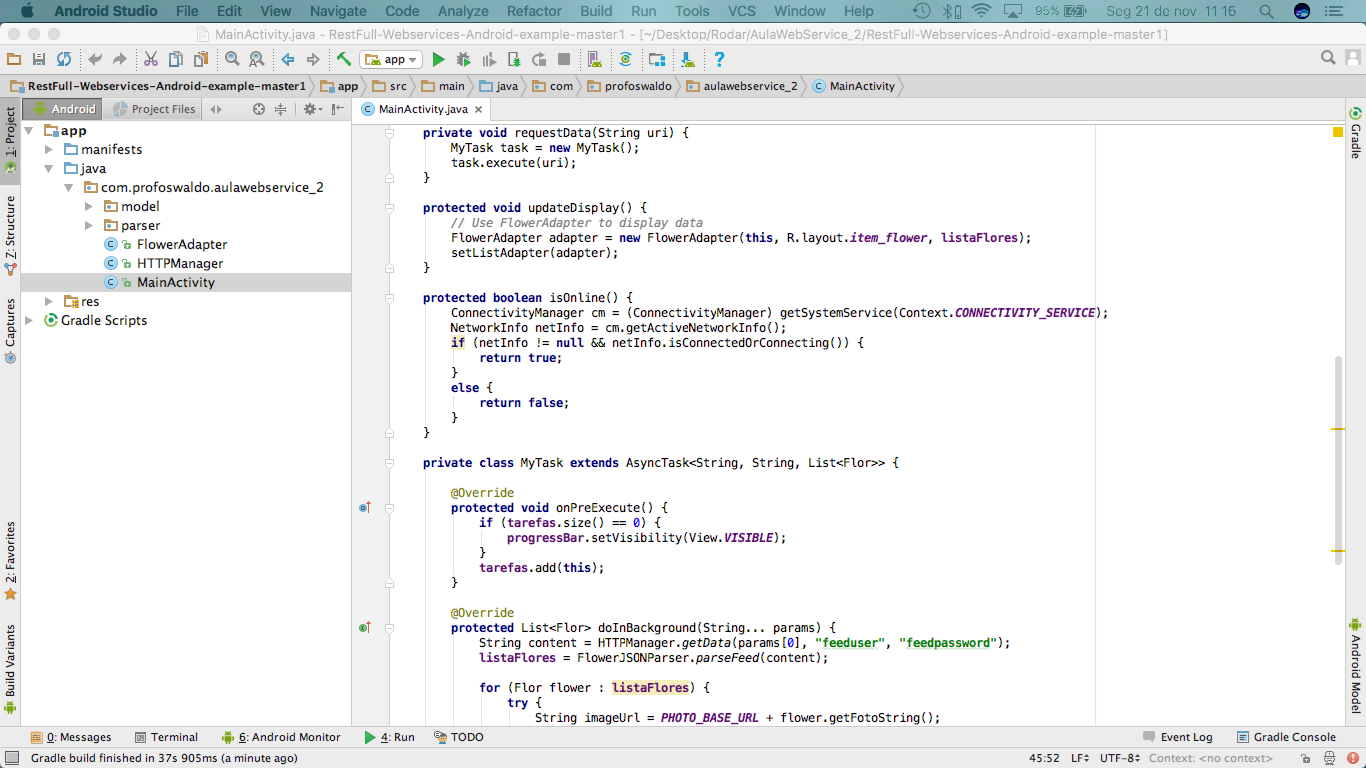 Android Studio File Edit View Navigate Code Analyze Refactor Build Run Tools VCS Window Help 95% Seg 21 de nov 11 16
MainActivity.java - RestFull-Webservices-Android-example-master1 - [~/Desktop/Rodar/AulaWebService_2/RestFull-Webservices-Android-example-master1]
app
RestFull-Webservices-Android-example-master1 app src main java com profoswaldo aulawebservice_2 MainActivity
Android Project Files
MainActivity.java
1: Project
Z: Structure
Captures
2: Favorites
Build Variants
app
manifests
java
com.profoswaldo.aulawebservice_2
model
parser
FlowerAdapter
HTTPManager
MainActivity
res
Gradle Scripts
private void requestData(String uri) {
MyTask task = new MyTask();
task.execute(uri);
}
protected void updateDisplay() {
// Use FlowerAdapter to display data
FlowerAdapter adapter = new FlowerAdapter(this, R.layout.item_flower, listaFlores);
setListAdapter(adapter);
}
protected boolean isOnline() {
ConnectivityManager cm = (ConnectivityManager) getSystemService(Context.CONNECTIVITY_SERVICE);
NetworkInfo netInfo = cm.getActiveNetworkInfo();
if (netInfo != null && netInfo.isConnectedOrConnecting()) {
return true;
}
else {
return false;
}
}
private class MyTask extends AsyncTask<String, String, List<Flor>> {
@Override
protected void onPreExecute() {
if (tarefas.size() == 0) {
progressBar.setVisibility(View.VISIBLE);
}
tarefas.add(this);
}
@Override
protected List<Flor> doInBackground(String... params) {
String content = HTTPManager.getData(params[0], "feeduser", "feedpassword");
listaFlores = FlowerJSONParser.parseFeed(content);
for (Flor flower : listaFlores) {
try {
String imageUrl = PHOTO_BASE_URL + flower.getFotoString();
Gradle
Android Model
0: Messages Terminal 6: Android Monitor 4: Run TODO Event Log Gradle Console
Gradle build finished in 37s 905ms (a minute ago) 45:52 LF UTF-8 Context: <no context>